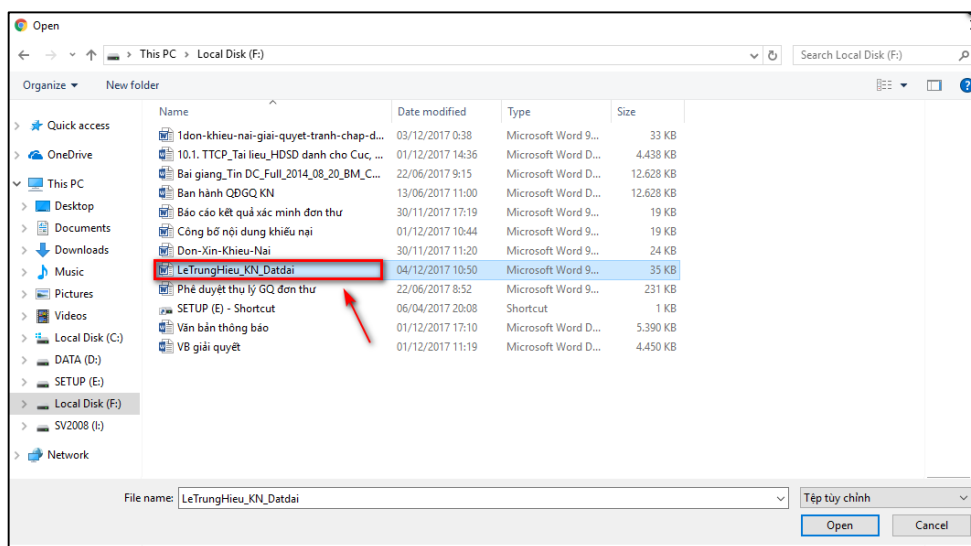 Open
This PC > Local Disk (F:)
Search Local Disk (F:)
Organize
New folder
Name Date modified Type Size
Quick access
OneDrive
This PC
Desktop
Documents
Downloads
Music
Pictures
Videos
Local Disk (C:)
DATA (D:)
SETUP (E:)
Local Disk (F:)
SV2008 (I:)
Network
1don-khieu-nai-giai-quyet-tranh-chap-d... 03/12/2017 0:38 Microsoft Word 9... 33 KB
10.1. TTCP_Tai lieu_HDSD danh cho Cuc, ... 01/12/2017 14:36 Microsoft Word D... 4.438 KB
Bai giang_Tin DC_Full_2014_08_20_BM_C... 22/06/2017 9:15 Microsoft Word D... 12.628 KB
Ban hành QĐGQ KN 13/06/2017 11:00 Microsoft Word D... 12.628 KB
Báo cáo kết quả xác minh đơn thư 30/11/2017 17:19 Microsoft Word 9... 19 KB
Công bố nội dung khiếu nại 01/12/2017 10:44 Microsoft Word 9... 19 KB
Don-Xin-Khieu-Nai 30/11/2017 11:20 Microsoft Word 9... 24 KB
LeTrungHieu_KN_Datdai 04/12/2017 10:50 Microsoft Word 9... 35 KB
Phê duyệt thụ lý GQ đơn thư 22/06/2017 8:52 Microsoft Word 9... 231 KB
SETUP (E) - Shortcut 06/04/2017 20:08 Shortcut 1 KB
Văn bản thông báo 01/12/2017 17:10 Microsoft Word D... 5.390 KB
VB giải quyết 01/12/2017 11:19 Microsoft Word D... 4.450 KB
File name: LeTrungHieu_KN_Datdai
Tệp tùy chỉnh
Open Cancel